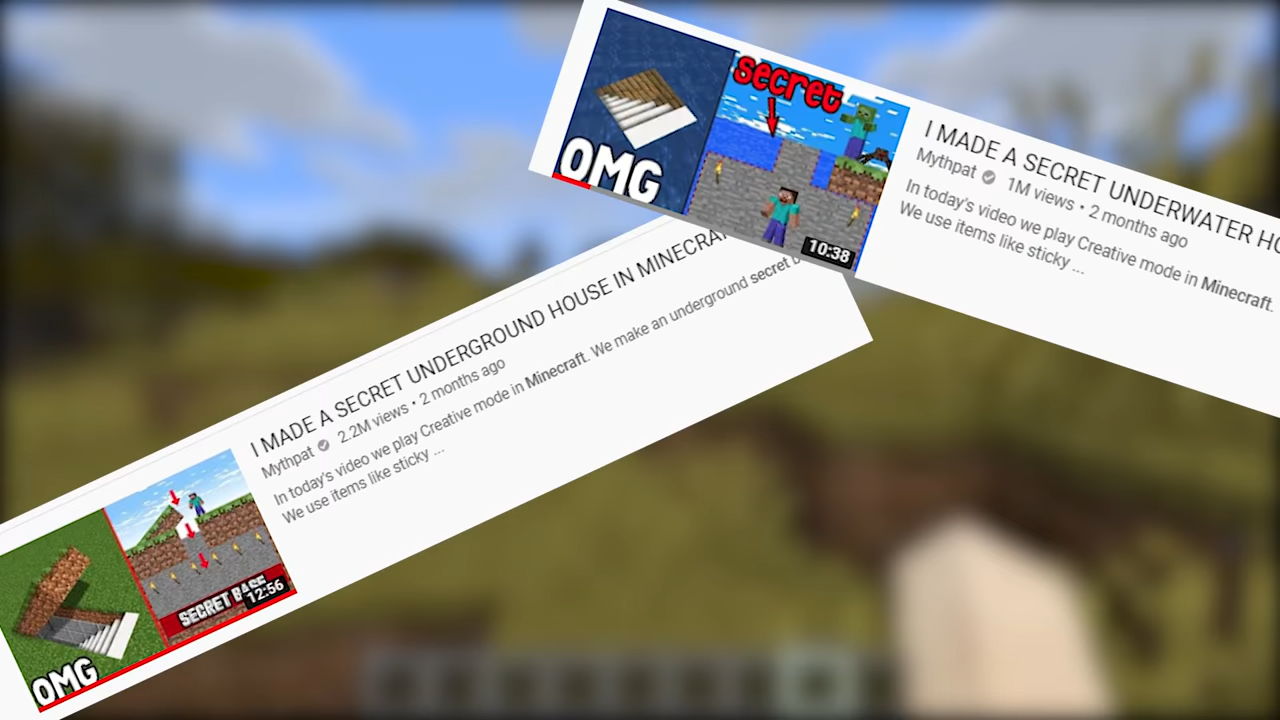 secret
OMG
10:38
I MADE A SECRET UNDERWATER
Mythpat 1M views • 2 months ago
In today's video we play Creative mode in Minecraft.
We use items like sticky ...
I MADE A SECRET UNDERGROUND HOUSE IN
Mythpat 2.2M views • 2 months ago
In today's video we play Creative mode in Minecraft. We make an underground secret
We use items like sticky ...
SECRET BASE
12:56
OMG